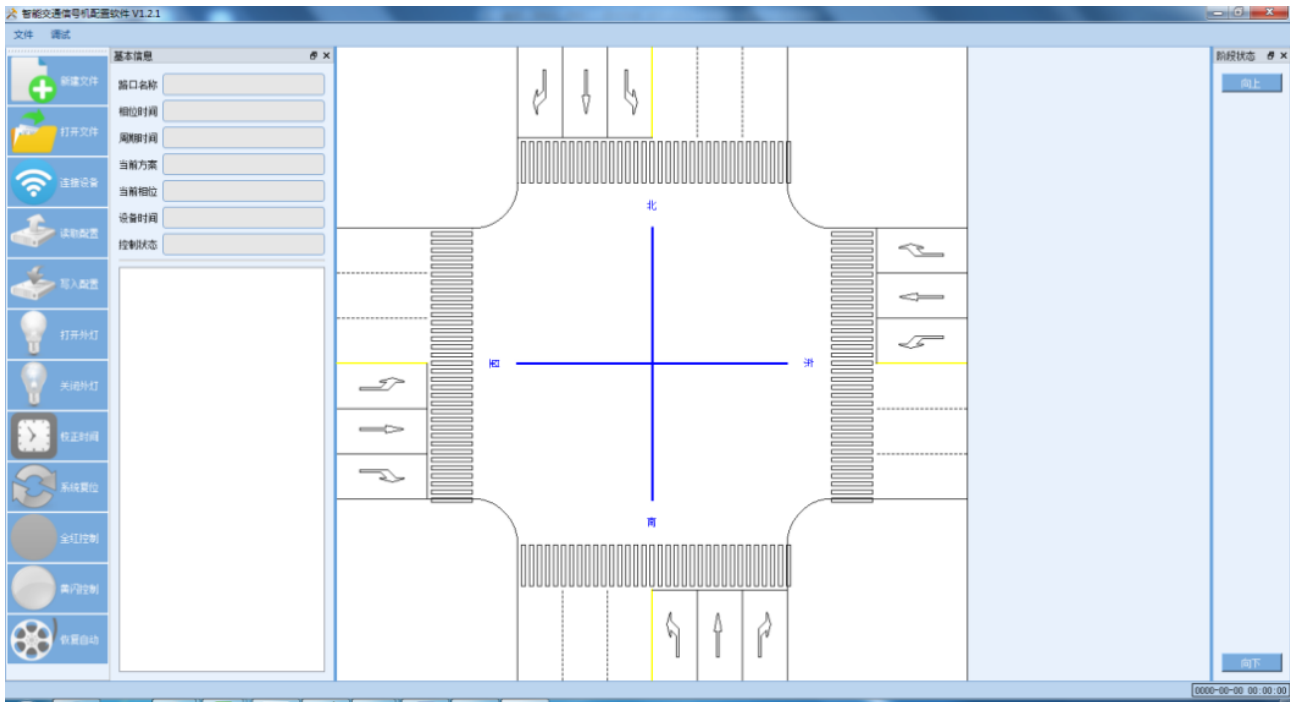 智能交通信号机配置软件 V1.2.1
文件 调试
新建文件
打开文件
连接设备
读取配置
写入配置
打开外灯
关闭外灯
校正时间
系统复位
全红控制
黄闪控制
恢复自动
基本信息
路口名称
相位时间
周期时间
当前方案
当前相位
设备时间
控制状态
北
西
东
南
阶段状态
向上
向下
0000-00-00 00:00:00